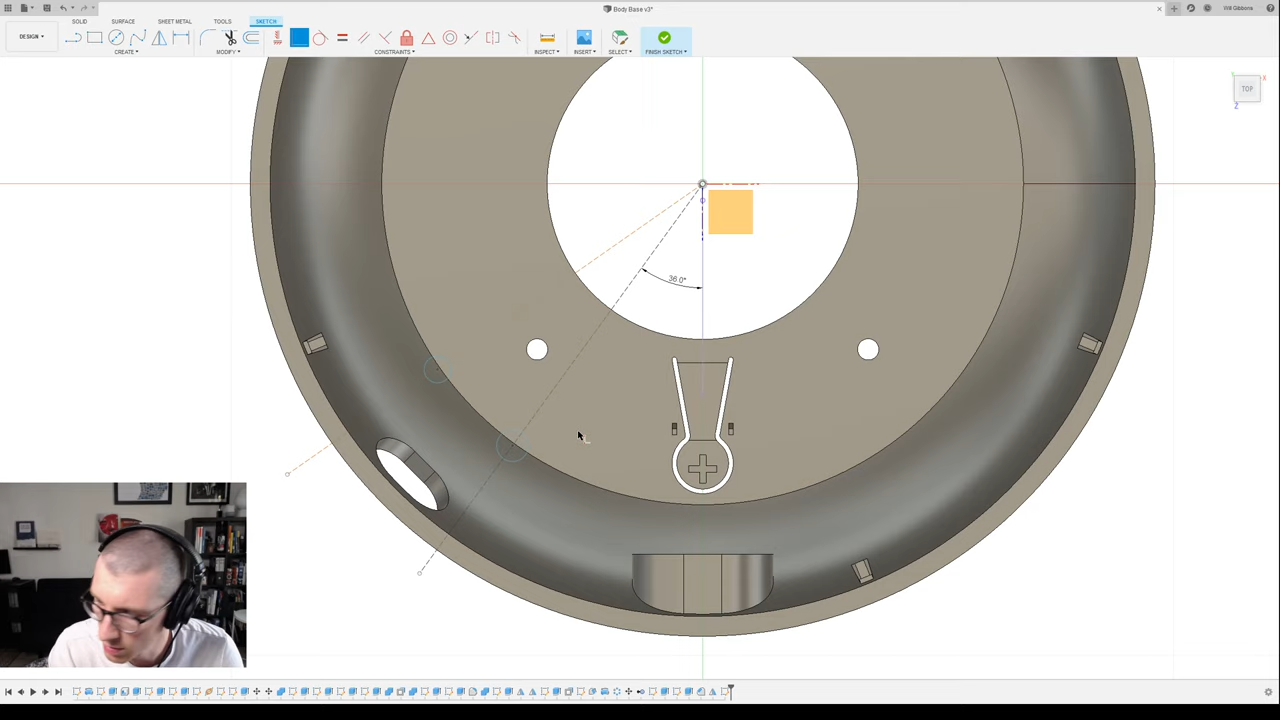 Body Base v3*
Will Gibbons
SOLID SURFACE SHEET METAL TOOLS SKETCH
DESIGN
CREATE MODIFY CONSTRAINTS INSPECT INSERT SELECT FINISH SKETCH
TOP
X
Z
36.0°